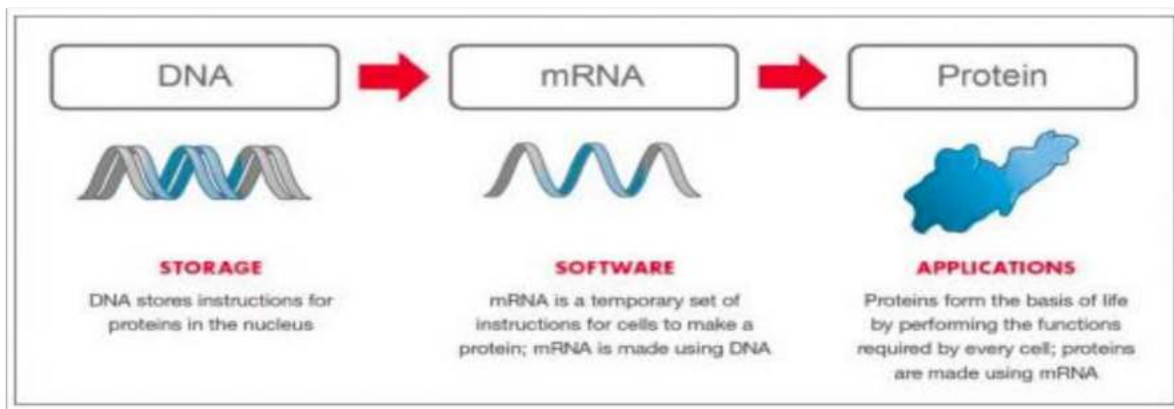 DNA
mRNA
Protein
STORAGE
DNA stores instructions for
proteins in the nucleus
SOFTWARE
mRNA is a temporary set of
instructions for cells to make a
protein; mRNA is made using DNA
APPLICATIONS
Proteins form the basis of life
by performing the functions
required by every cell; proteins
are made using mRNA